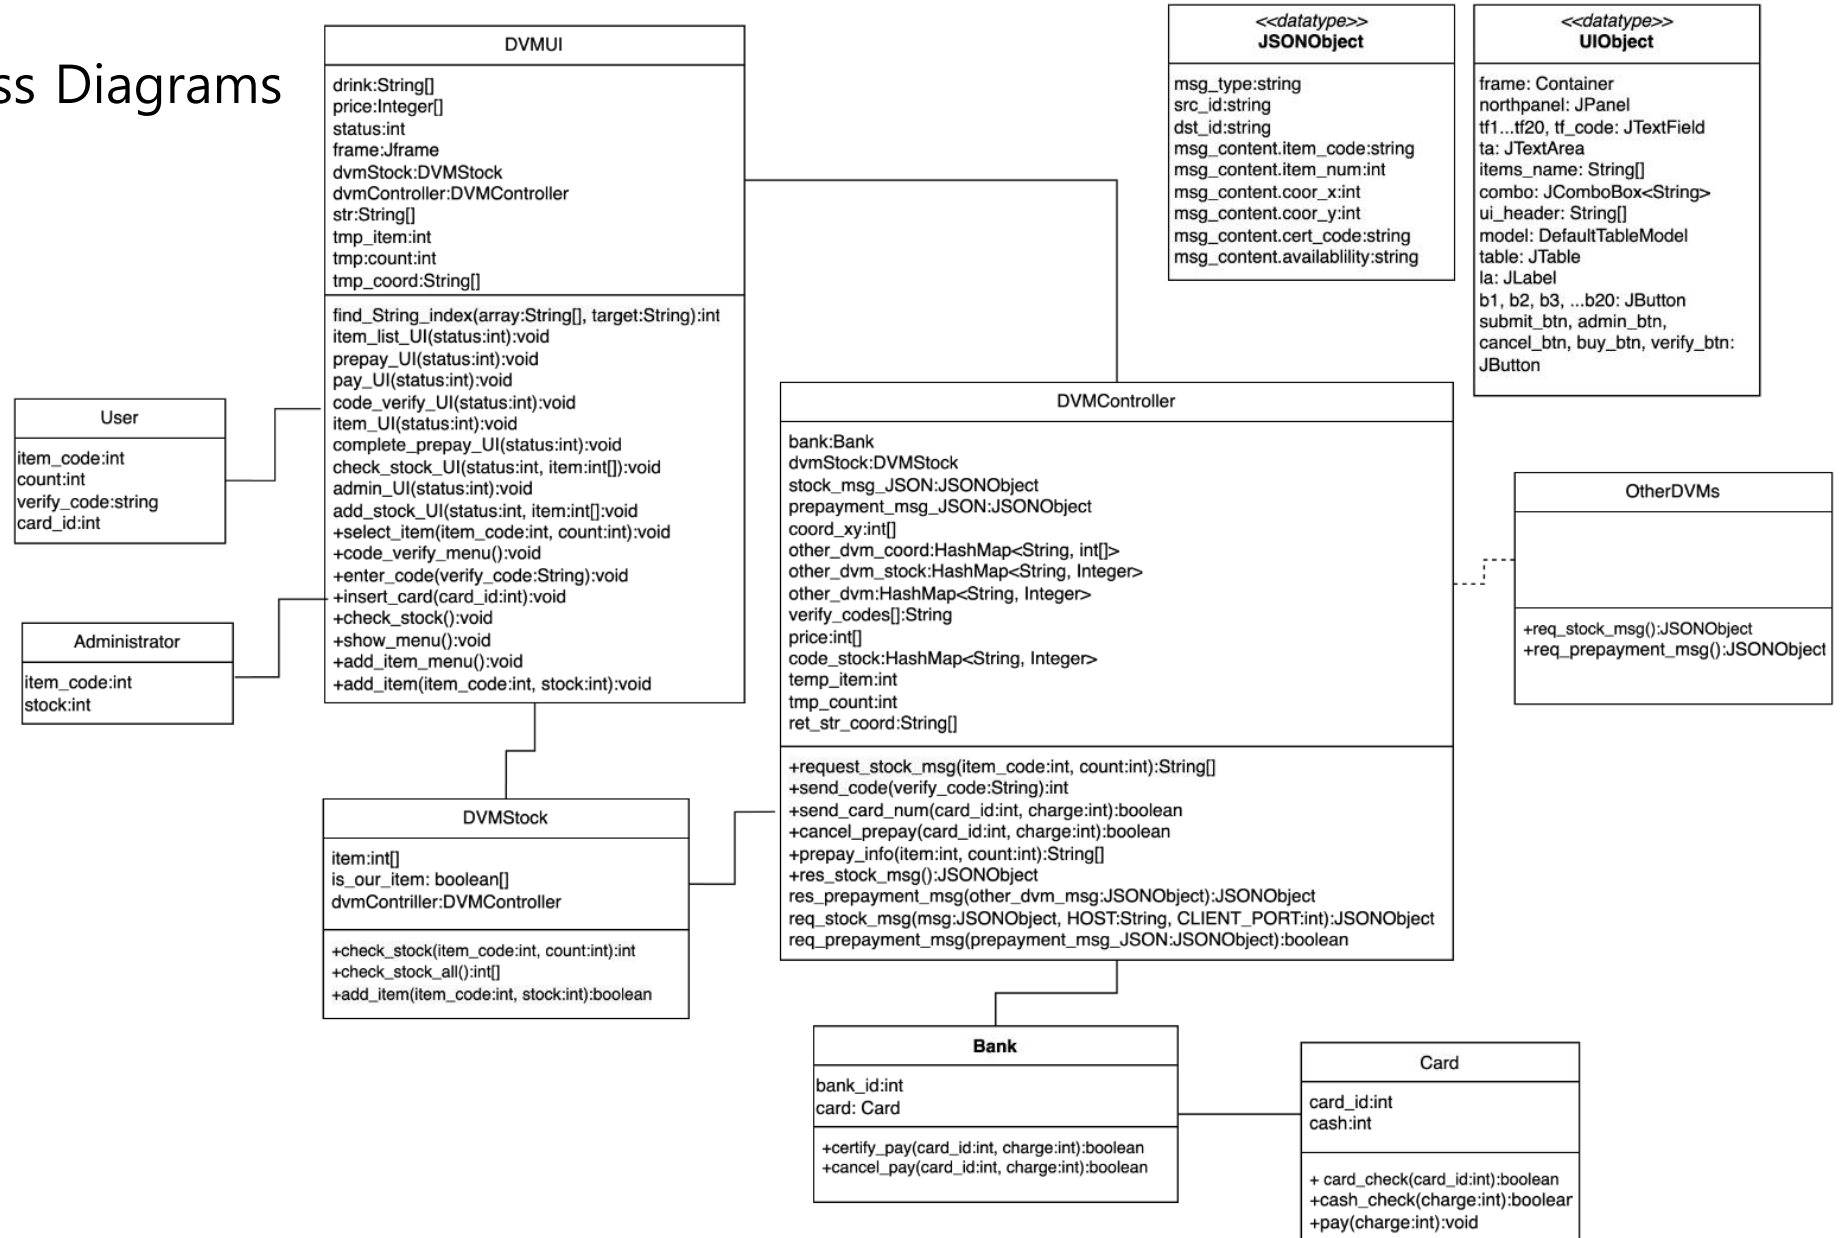 ss Diagrams
DVMUI
drink:String[]
price:Integer[]
status:int
frame:Jframe
dvmStock:DVMStock
dvmController:DVMController
str:String[]
tmp_item:int
tmp:count:int
tmp_coord:String[]
find_String_index(array:String[], target:String):int
item_list_UI(status:int):void
prepay_UI(status:int):void
pay_UI(status:int):void
code_verify_UI(status:int):void
item_UI(status:int):void
complete_prepay_UI(status:int):void
check_stock_UI(status:int, item:int[]):void
admin_UI(status:int):void
add_stock_UI(status:int, item:int[]:void
+select_item(item_code:int, count:int):void
+code_verify_menu():void
+enter_code(verify_code:String):void
+insert_card(card_id:int):void
+check_stock():void
+show_menu():void
+add_item_menu():void
+add_item(item_code:int, stock:int):void
<<datatype>>
JSONObject
msg_type:string
src_id:string
dst_id:string
msg_content.item_code:string
msg_content.item_num:int
msg_content.coor_x:int
msg_content.coor_y:int
msg_content.cert_code:string
msg_content.availablility:string
<<datatype>>
UIObject
frame: Container
northpanel: JPanel
tf1...tf20, tf_code: JTextField
ta: JTextArea
items_name: String[]
combo: JComboBox<String>
ui_header: String[]
model: DefaultTableModel
table: JTable
la: JLabel
b1, b2, b3, ...b20: JButton
submit_btn, admin_btn,
cancel_btn, buy_btn, verify_btn:
JButton
User
item_code:int
count:int
verify_code:string
card_id:int
Administrator
item_code:int
stock:int
DVMController
bank:Bank
dvmStock:DVMStock
stock_msg_JSON:JSONObject
prepayment_msg_JSON:JSONObject
coord_xy:int[]
other_dvm_coord:HashMap<String, int[]>
other_dvm_stock:HashMap<String, Integer>
other_dvm:HashMap<String, Integer>
verify_codes[]:String
price:int[]
code_stock:HashMap<String, Integer>
temp_item:int
tmp_count:int
ret_str_coord:String[]
+request_stock_msg(item_code:int, count:int):String[]
+send_code(verify_code:String):int
+send_card_num(card_id:int, charge:int):boolean
+cancel_prepay(card_id:int, charge:int):boolean
+prepay_info(item:int, count:int):String[]
+res_stock_msg():JSONObject
res_prepayment_msg(other_dvm_msg:JSONObject):JSONObject
req_stock_msg(msg:JSONObject, HOST:String, CLIENT_PORT:int):JSONObject
req_prepayment_msg(prepayment_msg_JSON:JSONObject):boolean
OtherDVMs
+req_stock_msg():JSONObject
+req_prepayment_msg():JSONObject
DVMStock
item:int[]
is_our_item: boolean[]
dvmContriller:DVMController
+check_stock(item_code:int, count:int):int
+check_stock_all():int[]
+add_item(item_code:int, stock:int):boolean
Bank
bank_id:int
card: Card
+certify_pay(card_id:int, charge:int):boolean
+cancel_pay(card_id:int, charge:int):boolean
Card
card_id:int
cash:int
+ card_check(card_id:int):boolean
+cash_check(charge:int):boolear
+pay(charge:int):void